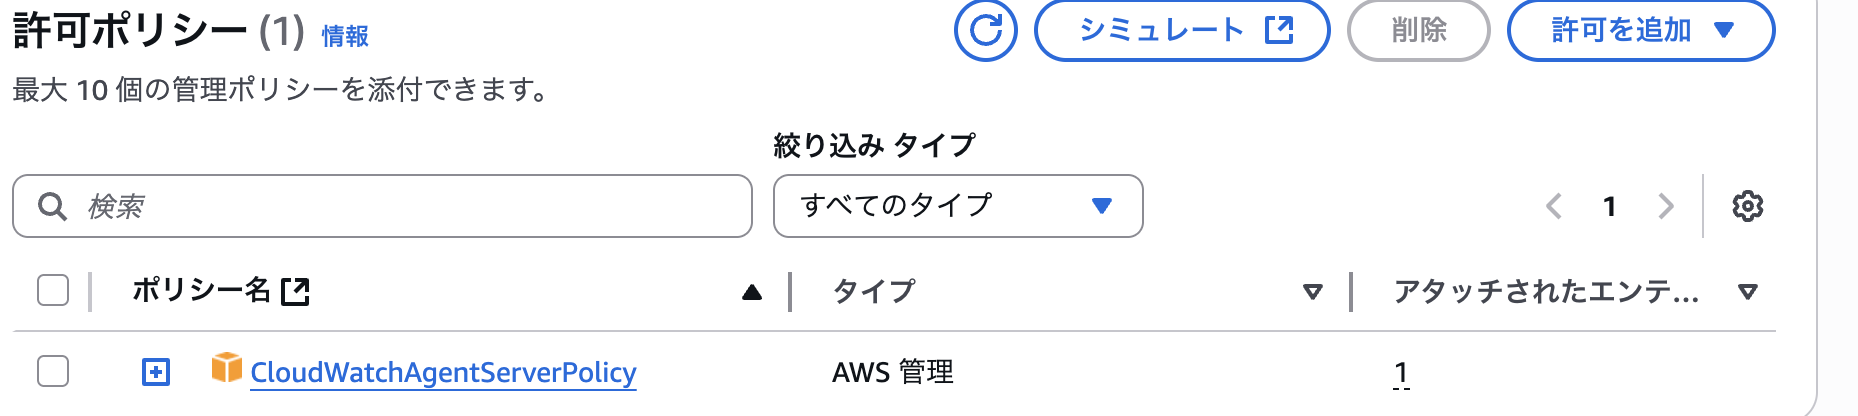 許可ポリシー (1) 情報
シミュレート 削除 許可を追加
最大 10 個の管理ポリシーを添付できます。
絞り込み タイプ
検索 すべてのタイプ 1
ポリシー名 タイプ アタッチされたエンテ...
CloudWatchAgentServerPolicy AWS 管理 1